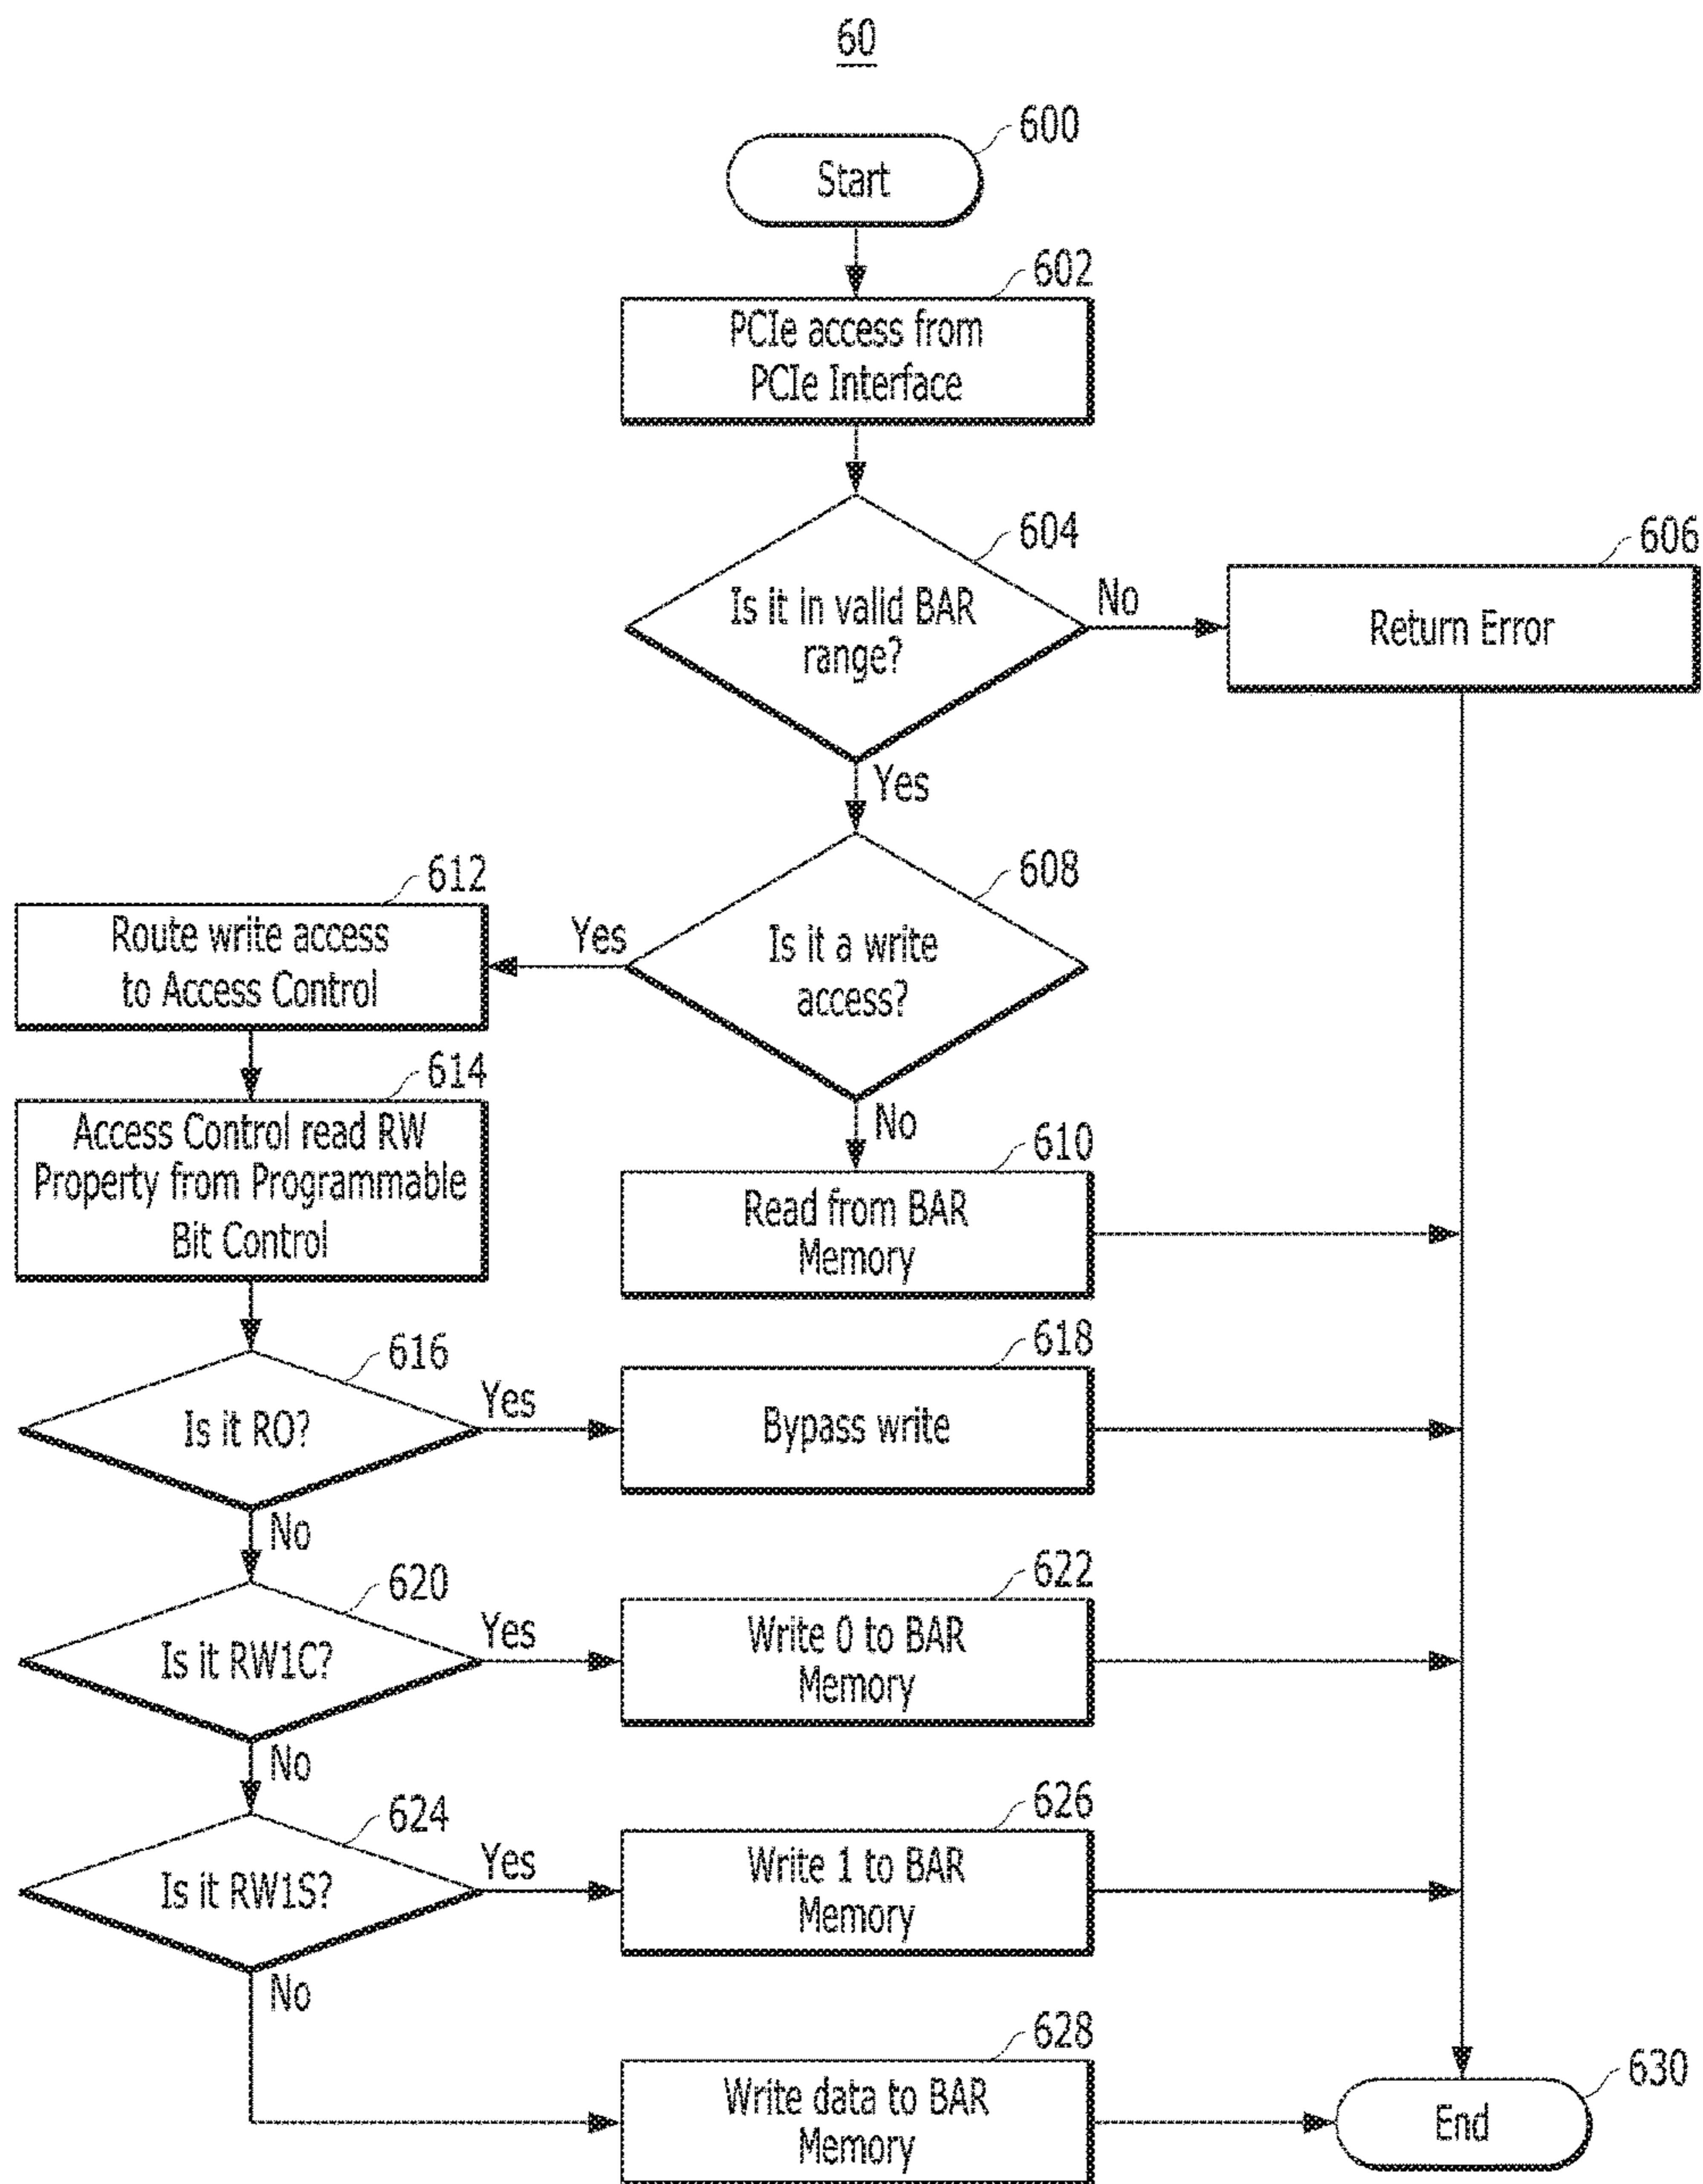 60
600
Start
602
PCIe access from
PCIe Interface
604
Is it in valid BAR
range?
No
606
Return Error
Yes
608
Is it a write
access?
Yes
612
Route write access
to Access Control
614
Access Control read RW
Property from Programmable
Bit Control
No
610
Read from BAR
Memory
616
Is it RO?
Yes
618
Bypass write
No
620
Is it RW1C?
Yes
622
Write 0 to BAR
Memory
No
624
Is it RW1S?
Yes
626
Write 1 to BAR
Memory
No
628
Write data to BAR
Memory
630
End